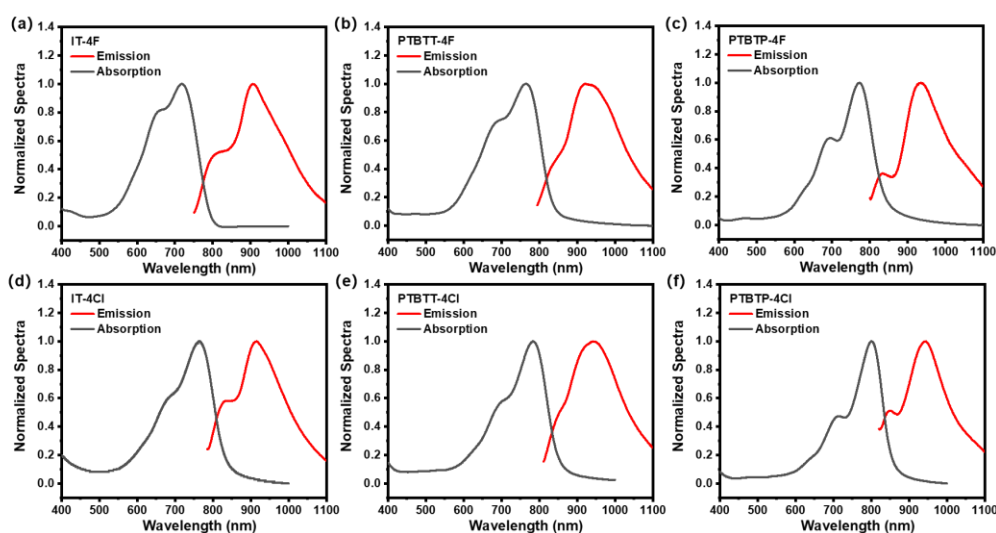 (a)
IT-4F
Emission
Absorption
Normalized Spectra
1.4
1.2
1.0
0.8
0.6
0.4
0.2
0.0
400 500 600 700 800 900 1000 1100
Wavelength (nm)
(b)
PTBTT-4F
Emission
Absorption
Normalized Spectra
1.4
1.2
1.0
0.8
0.6
0.4
0.2
0.0
400 500 600 700 800 900 1000 1100
Wavelength (nm)
(c)
PTBTP-4F
Emission
Absorption
Normalized Spectra
1.4
1.2
1.0
0.8
0.6
0.4
0.2
0.0
400 500 600 700 800 900 1000 1100
Wavelength (nm)
(d)
IT-4Cl
Emission
Absorption
Normalized Spectra
1.4
1.2
1.0
0.8
0.6
0.4
0.2
0.0
400 500 600 700 800 900 1000 1100
Wavelength (nm)
(e)
PTBTT-4Cl
Emission
Absorption
Normalized Spectra
1.4
1.2
1.0
0.8
0.6
0.4
0.2
0.0
400 500 600 700 800 900 1000 1100
Wavelength (nm)
(f)
PTBTP-4Cl
Emission
Absorption
Normalized Spectra
1.4
1.2
1.0
0.8
0.6
0.4
0.2
0.0
400 500 600 700 800 900 1000 1100
Wavelength (nm)